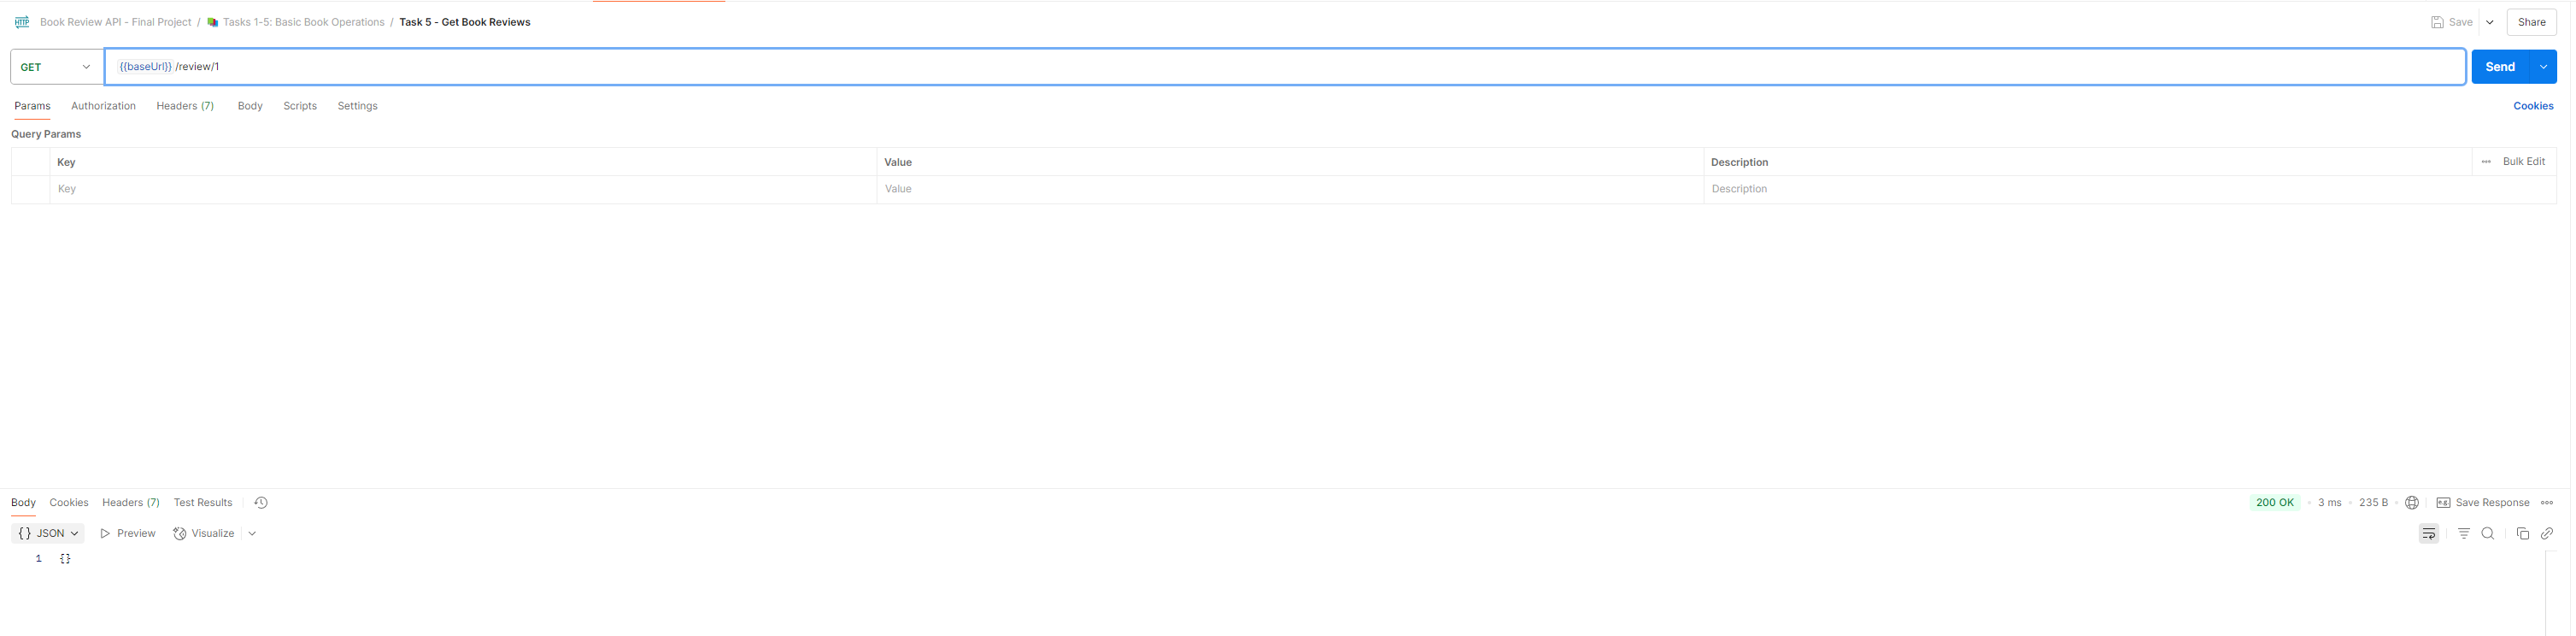 HTTP Book Review API - Final Project / Tasks 1-5: Basic Book Operations / Task 5 - Get Book Reviews Save Share
GET {{baseUrl}} /review/1 Send
Params Authorization Headers (7) Body Scripts Settings Cookies
Query Params
Key Value Description Bulk Edit
Key Value Description
Body Cookies Headers (7) Test Results 200 OK • 3 ms • 235 B • e.g. Save Response
{} JSON Preview Visualize
1 {}